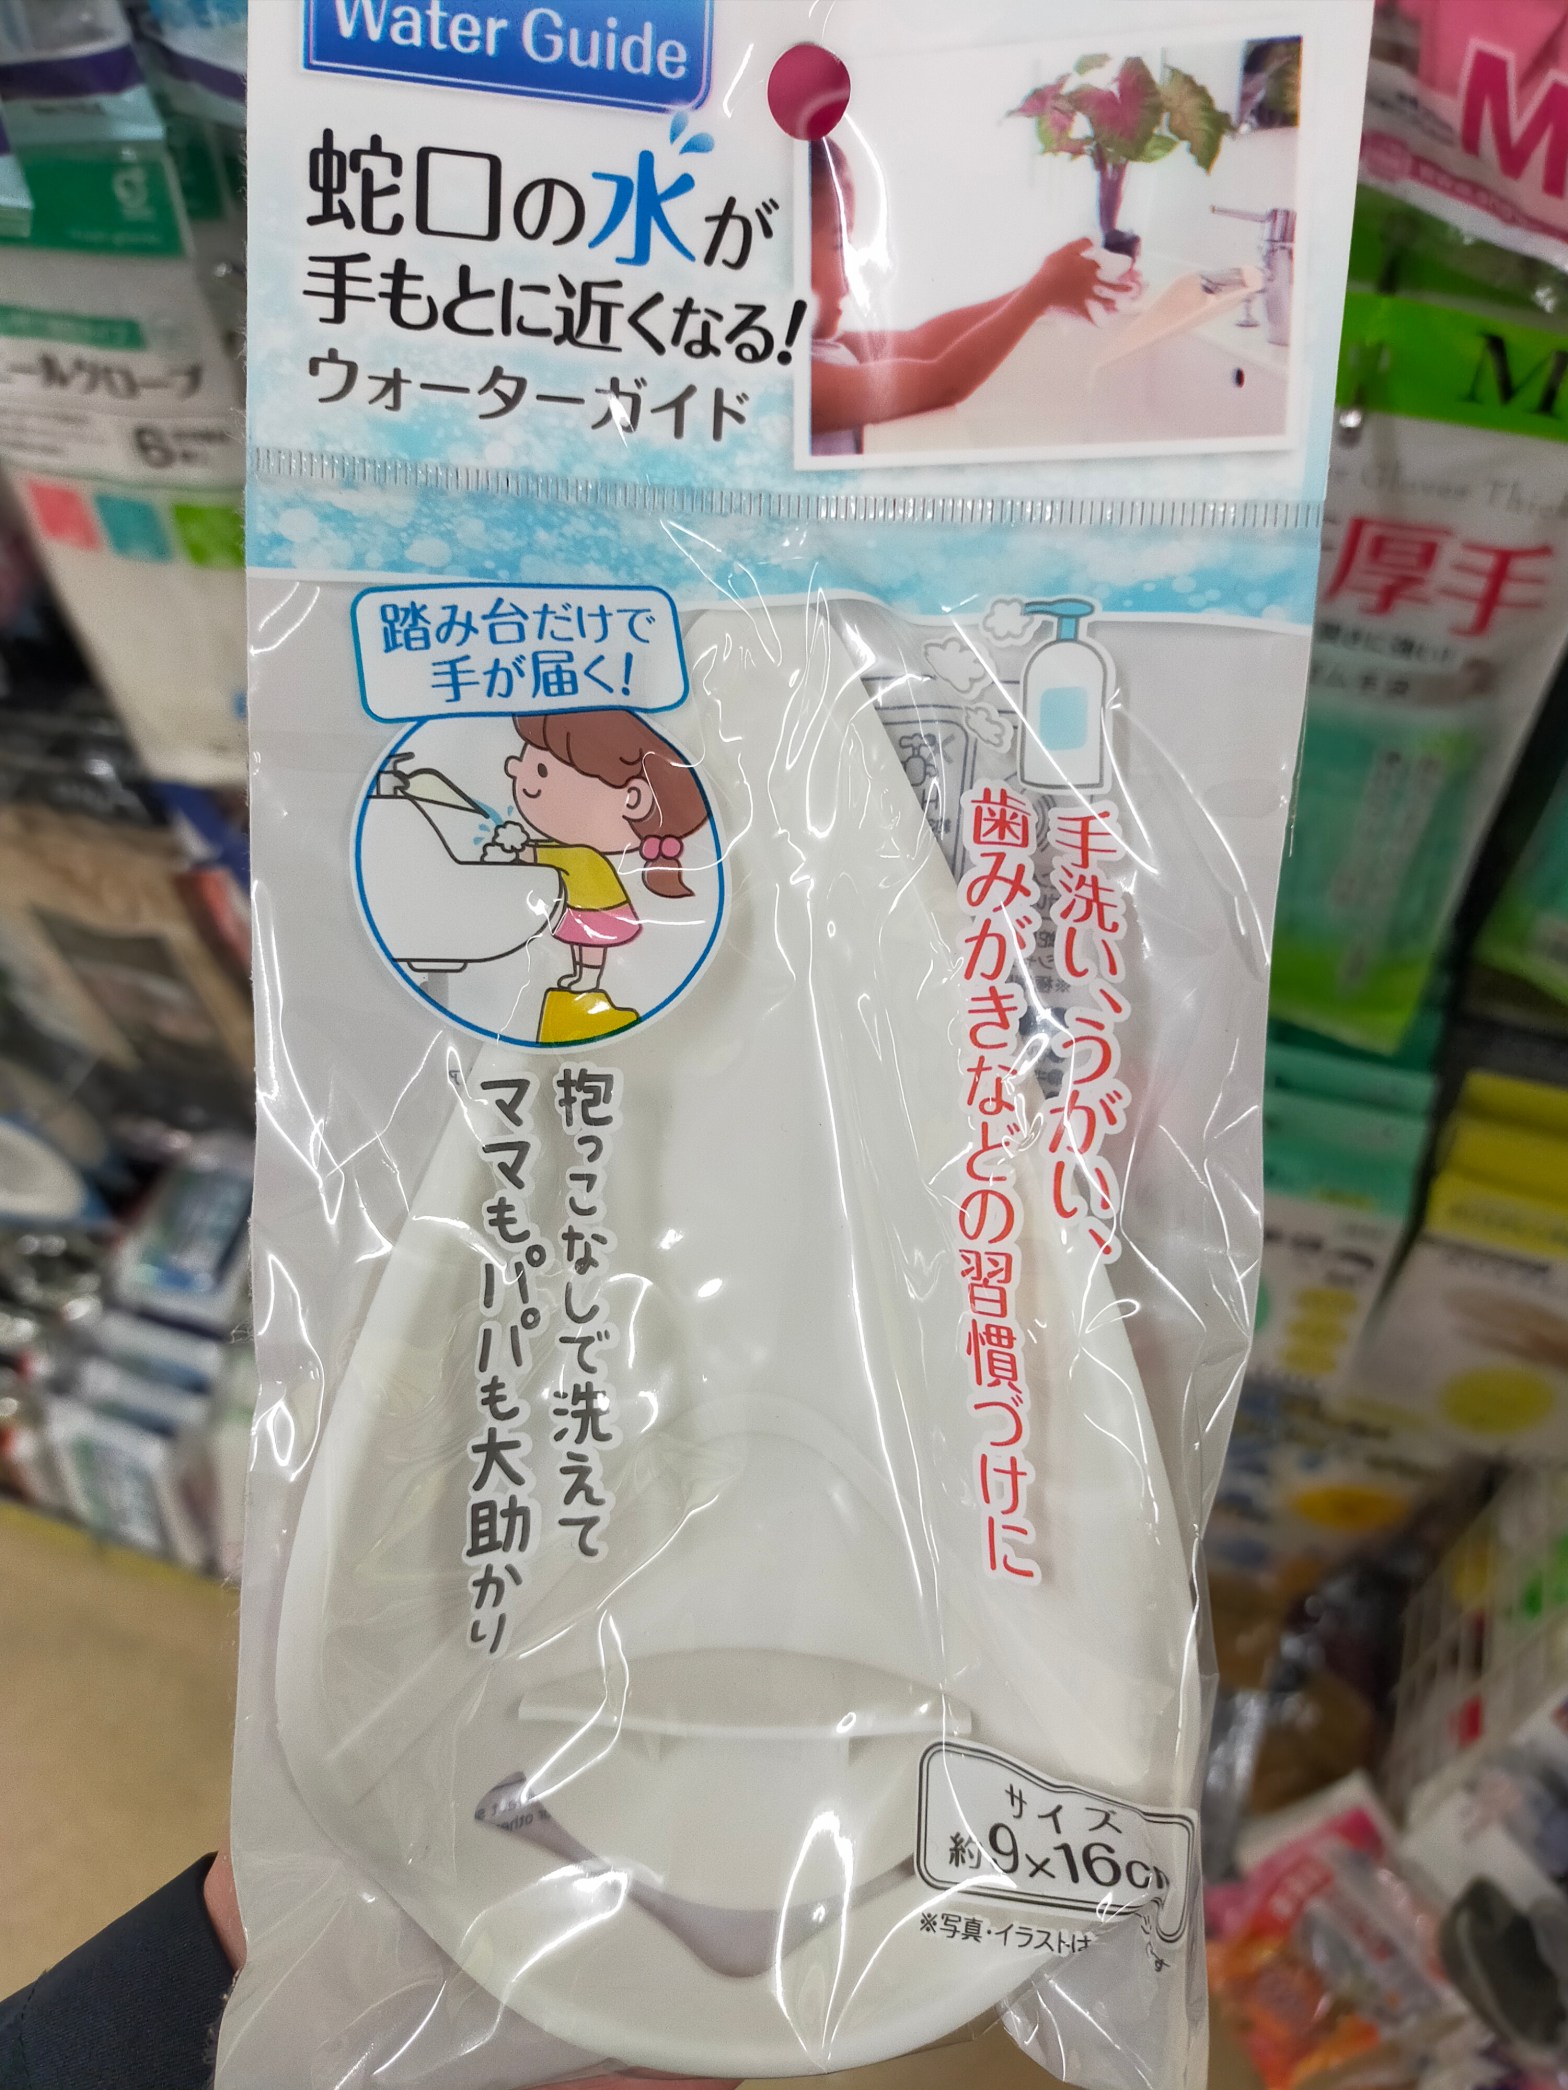 Water Guide
蛇口の水が
手もとに近くなる!
ウォーターガイド
踏み台だけで
手が届く!
手洗い、うがい、
歯みがきなどの習慣づけに
抱っこなしで洗えて
ママもパパも大助かり
サイズ
約9×16cm
※写真・イラストは
M
M
厚手